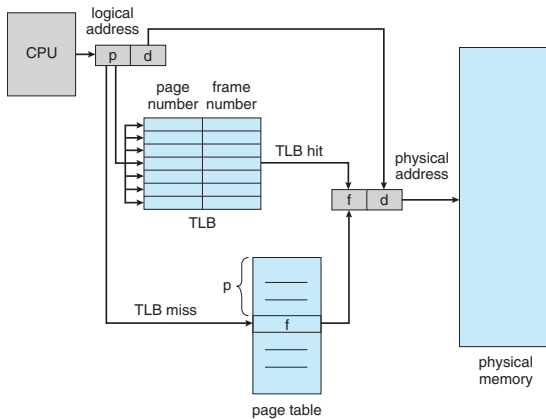 logical
address
CPU
p
d
page
number
frame
number
TLB hit
physical
address
f
d
TLB
p
TLB miss
f
page table
physical
memory